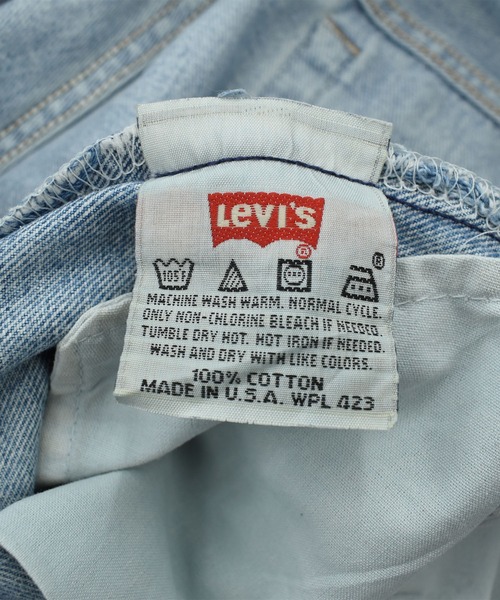 Levi's
105F
MACHINE WASH WARM. NORMAL CYCLE.
ONLY NON-CHLORINE BLEACH IF NEEDED.
TUMBLE DRY HOT. HOT IRON IF NEEDED.
WASH AND DRY WITH LIKE COLORS.
100% COTTON
MADE IN U.S.A. WPL 423